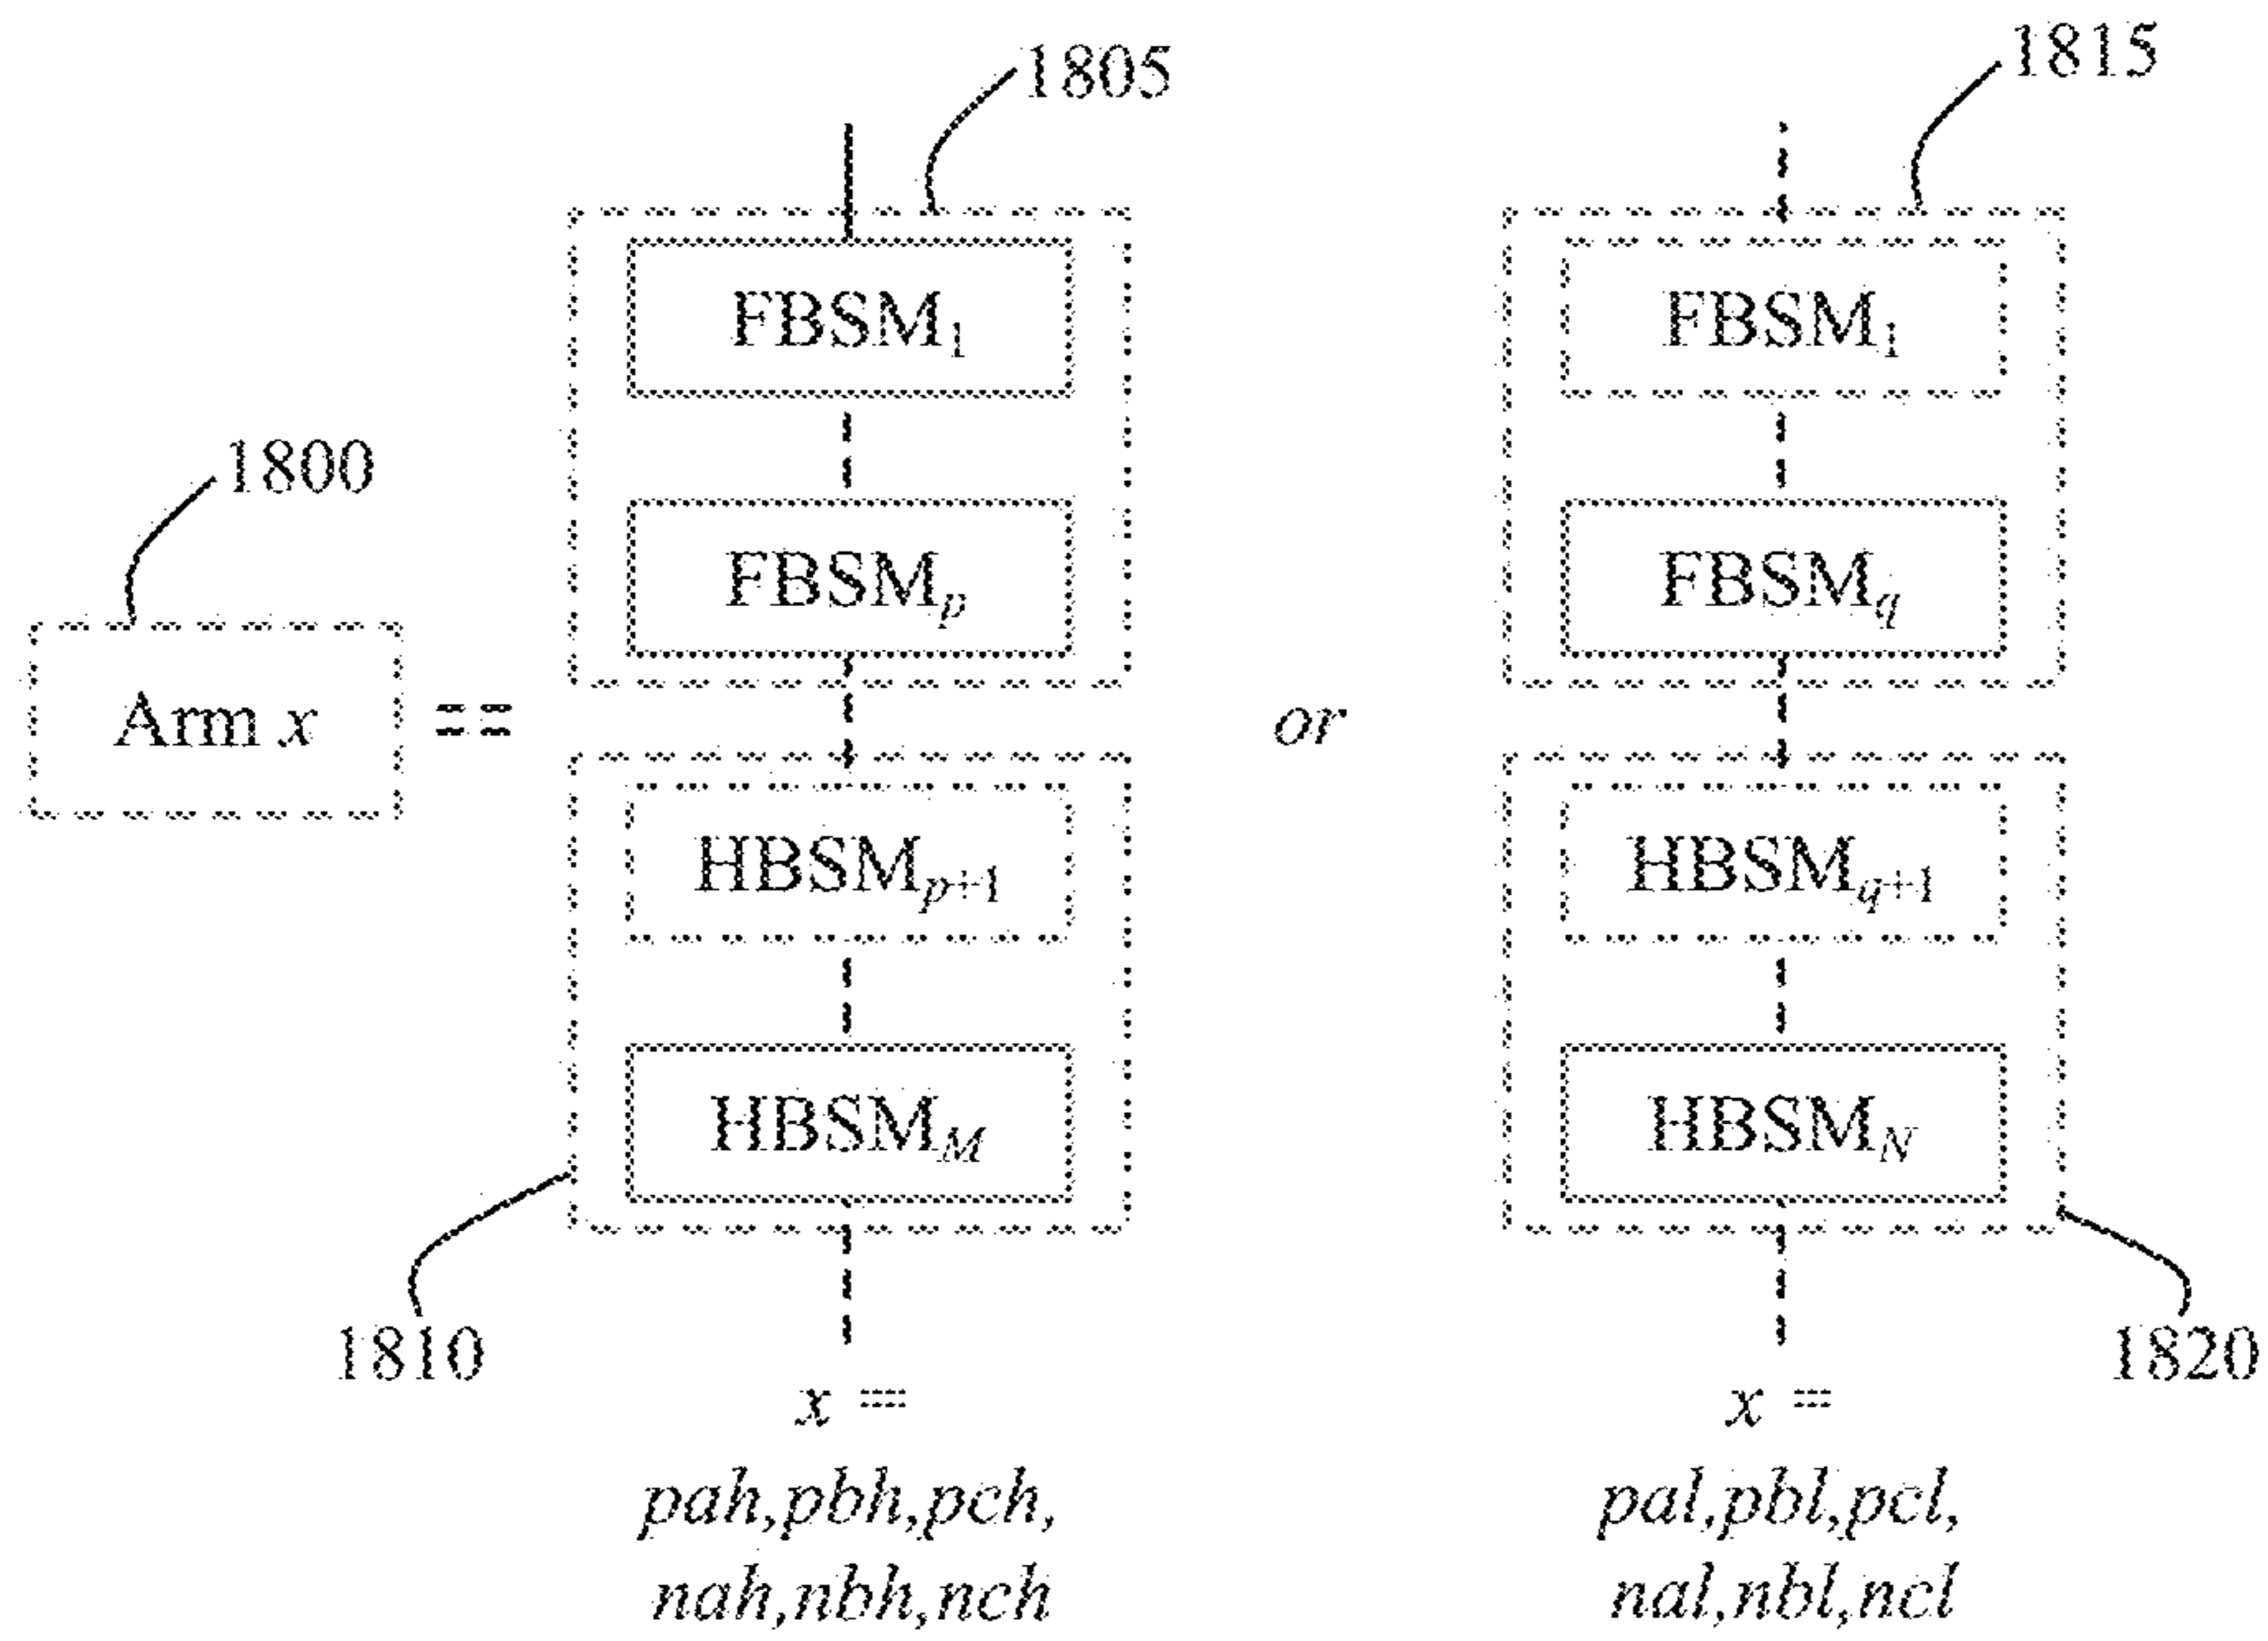 1805
1815
FBSM1
FBSM1
1800
FBSMp
FBSMq
Arm x
==
or
HBSMp+1
HBSMq+1
HBSMM
HBSMN
1810
1820
x =
x =
pah,pbh,pch,
pal,pbl,pcl,
nah,nbh,nch
nal,nbl,ncl